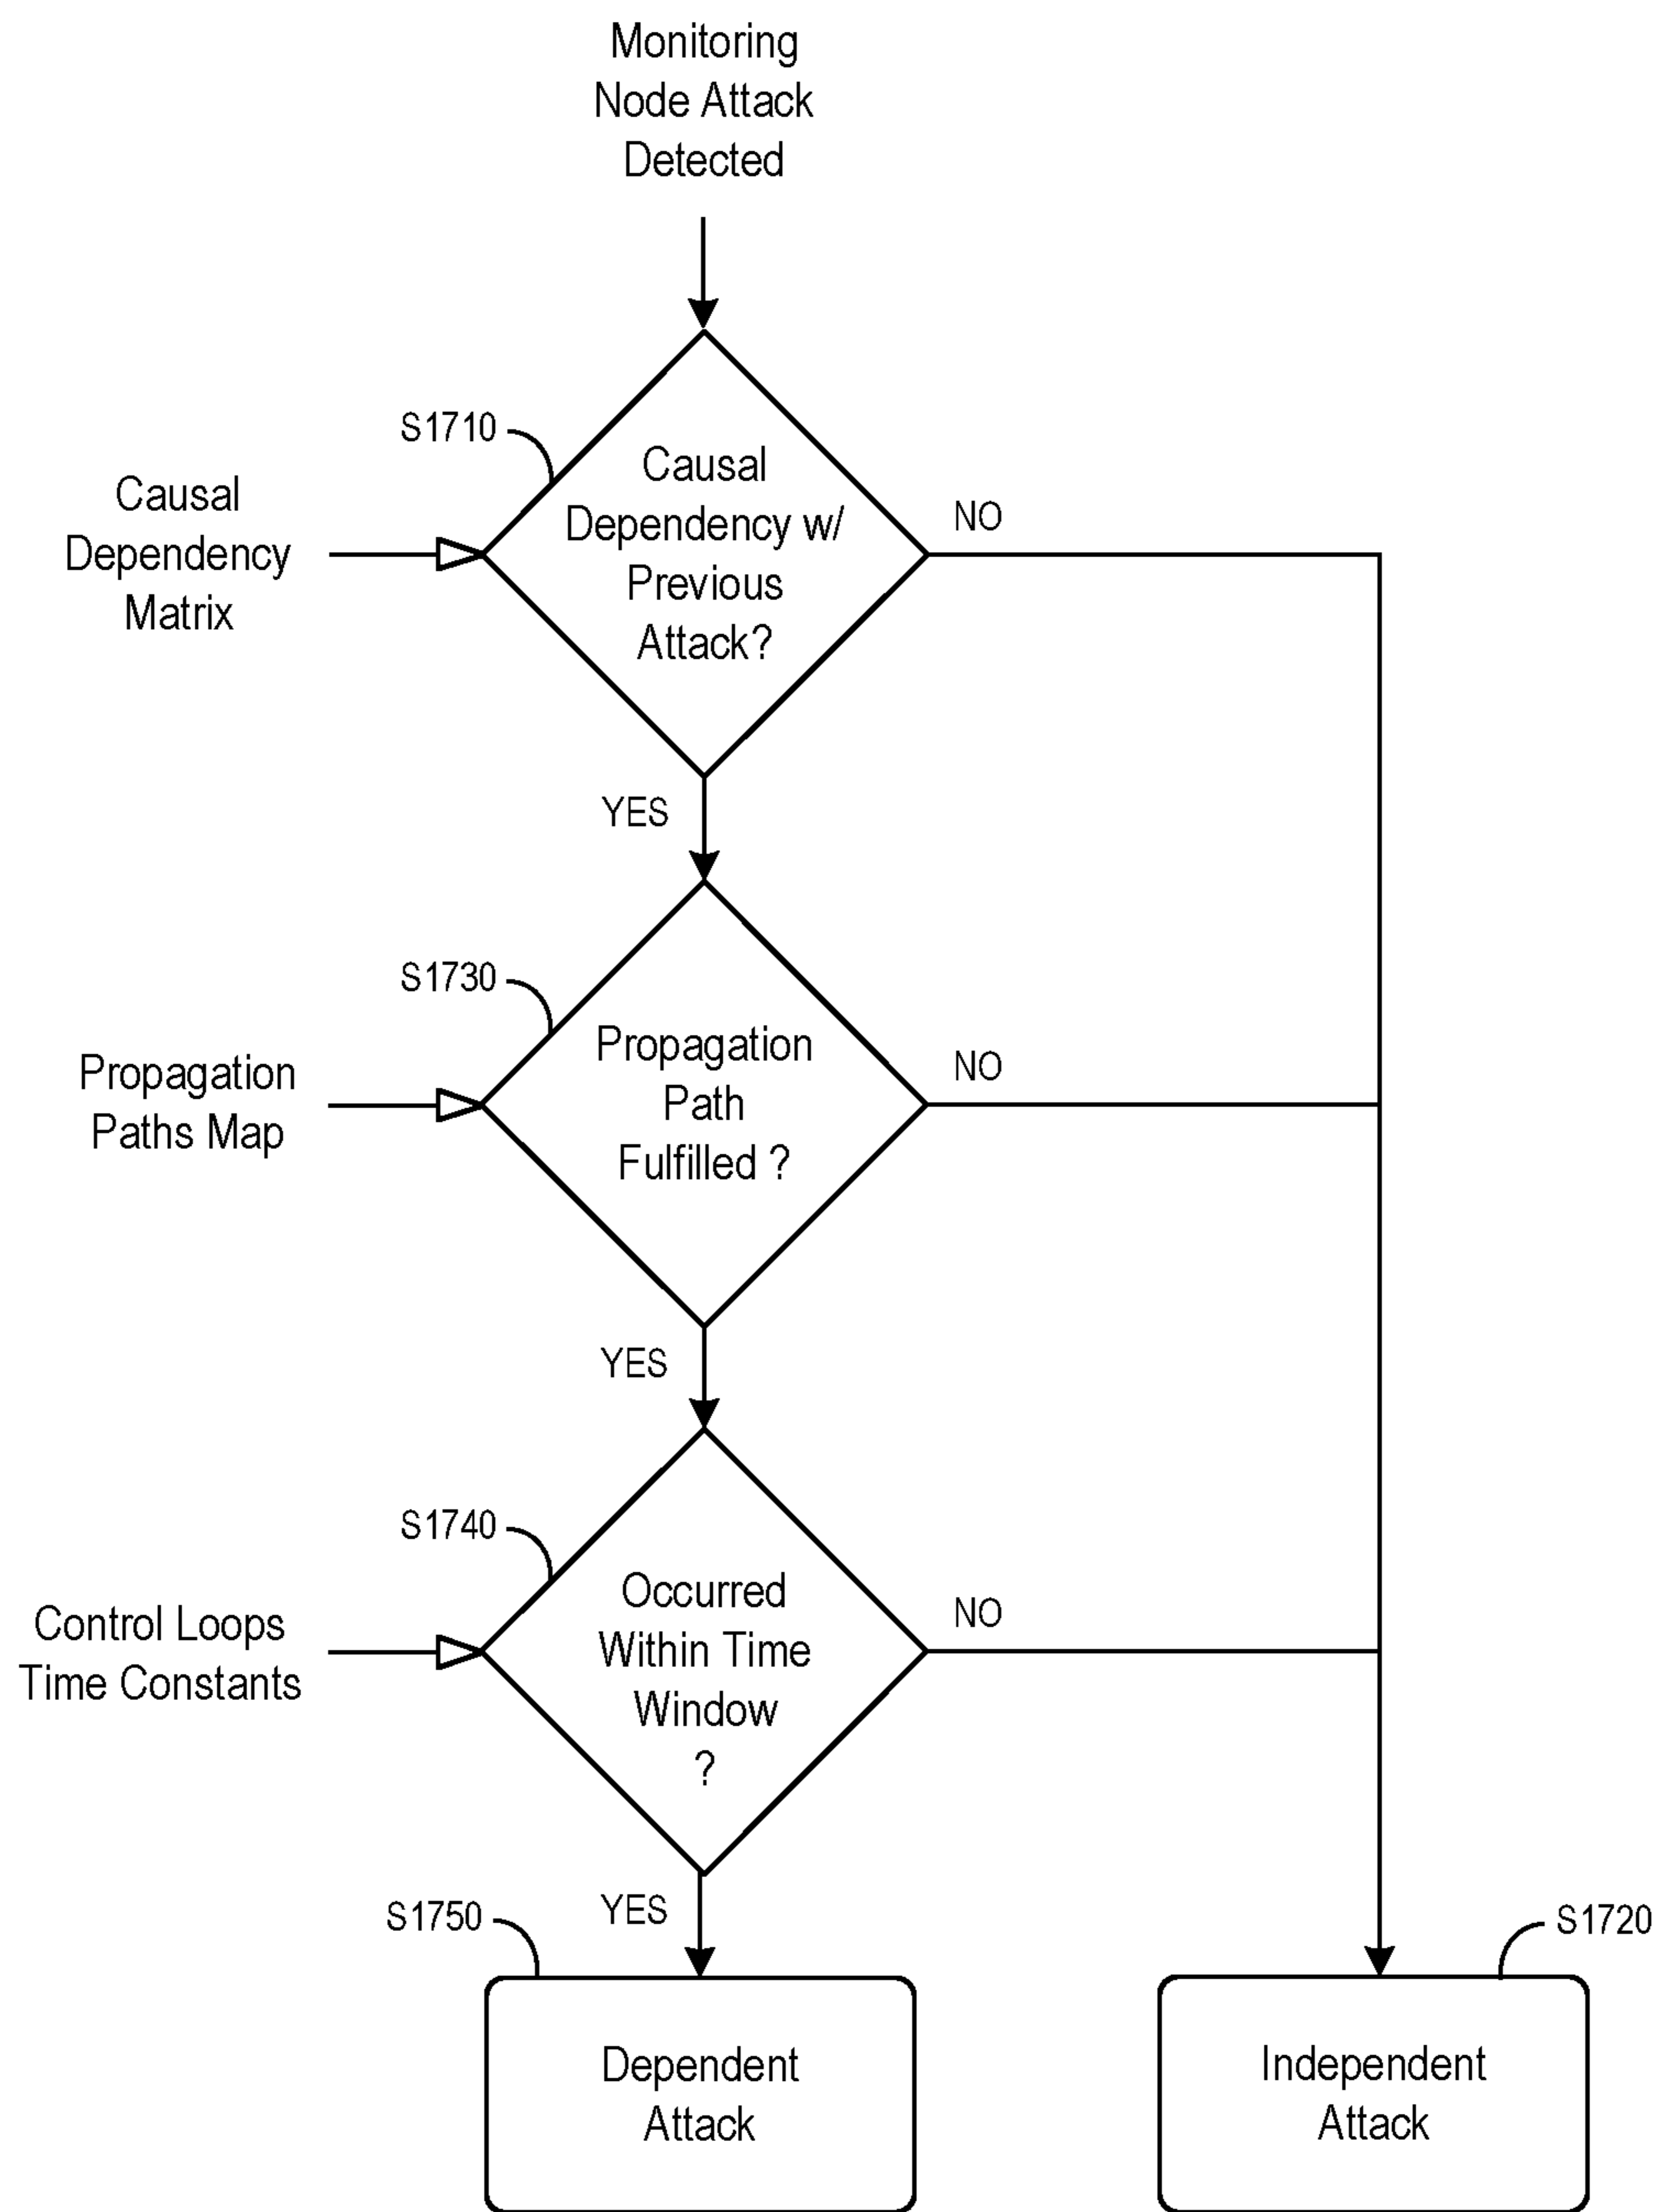 Monitoring
Node Attack
Detected
S1710
Causal
Dependency
Matrix
Causal
Dependency w/
Previous
Attack?
NO
YES
S1730
Propagation
Paths Map
Propagation
Path
Fulfilled ?
NO
YES
S1740
Control Loops
Time Constants
Occurred
Within Time
Window
?
NO
YES
S1750
Dependent
Attack
S1720
Independent
Attack